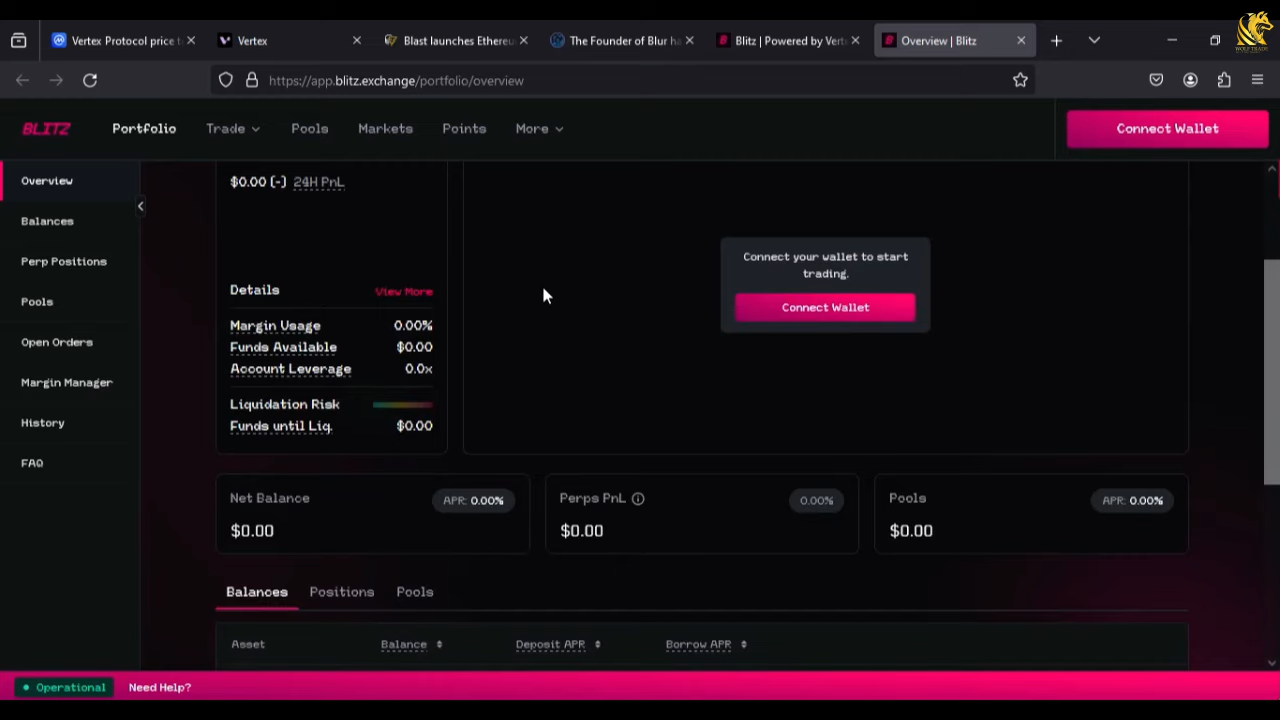 Vertex Protocol price t
Vertex
Blast launches Ethereu
The Founder of Blur ha
Blitz | Powered by Vert
Overview | Blitz
WOLF TRADE
https://app.blitz.exchange/portfolio/overview
BLITZ
Portfolio
Trade
Pools
Markets
Points
More
Connect Wallet
Overview
Balances
Perp Positions
Pools
Open Orders
Margin Manager
History
FAQ
$0.00 (-) 24H PnL
Details View More
Margin Usage 0.00%
Funds Available $0.00
Account Leverage 0.0x
Liquidation Risk
Funds until Liq. $0.00
Connect your wallet to start
trading.
Connect Wallet
Net Balance APR: 0.00%
$0.00
Perps PnL 0.00%
$0.00
Pools APR: 0.00%
$0.00
Balances Positions Pools
Asset Balance Deposit APR Borrow APR
Operational Need Help?